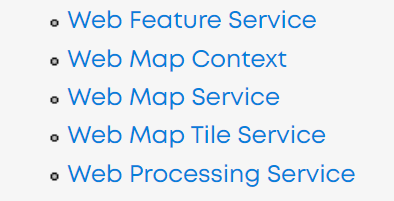 Web Feature Service
Web Map Context
Web Map Service
Web Map Tile Service
Web Processing Service